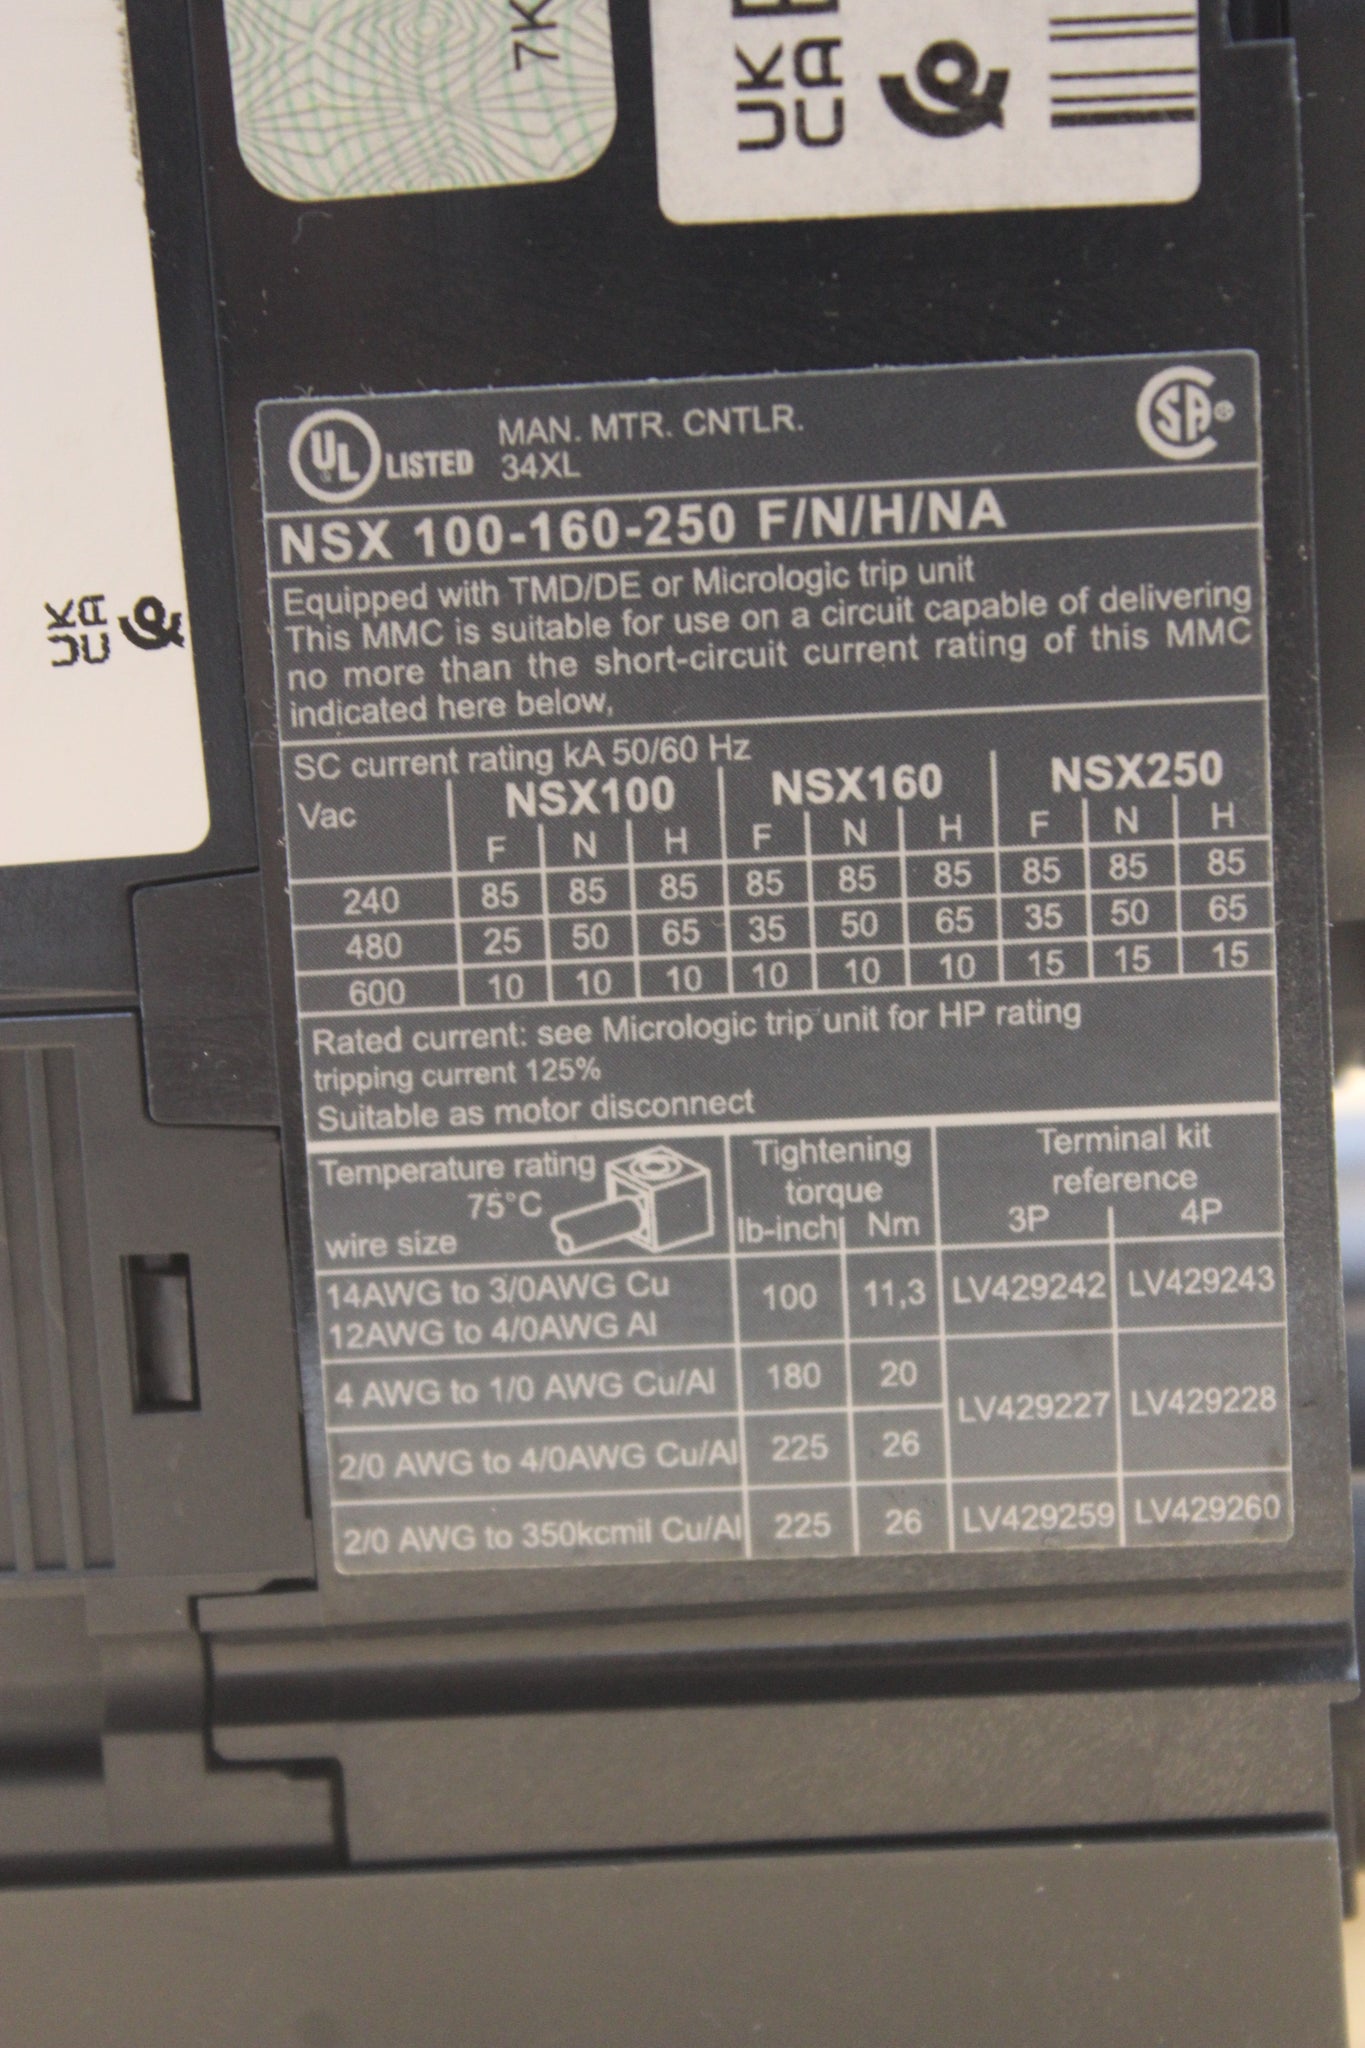 7K
UK
CA
UK
CA
UL LISTED
MAN. MTR. CNTLR.
34XL
SA
NSX 100-160-250 F/N/H/NA
Equipped with TMD/DE or Micrologic trip unit
This MMC is suitable for use on a circuit capable of delivering
no more than the short-circuit current rating of this MMC
indicated here below,
SC current rating kA 50/60 Hz
Vac NSX100 NSX160 NSX250
F N H F N H F N H
240 85 85 85 85 85 85 85 85 85
480 25 50 65 35 50 65 35 50 65
600 10 10 10 10 10 10 15 15 15
Rated current: see Micrologic trip unit for HP rating
tripping current 125%
Suitable as motor disconnect
Temperature rating
75°C
wire size
Tightening
torque
lb-inch Nm
Terminal kit
reference
3P 4P
14AWG to 3/0AWG Cu
12AWG to 4/0AWG Al
100 11,3 LV429242 LV429243
4 AWG to 1/0 AWG Cu/Al 180 20
LV429227 LV429228
2/0 AWG to 4/0AWG Cu/Al 225 26
2/0 AWG to 350kcmil Cu/Al 225 26 LV429259 LV429260